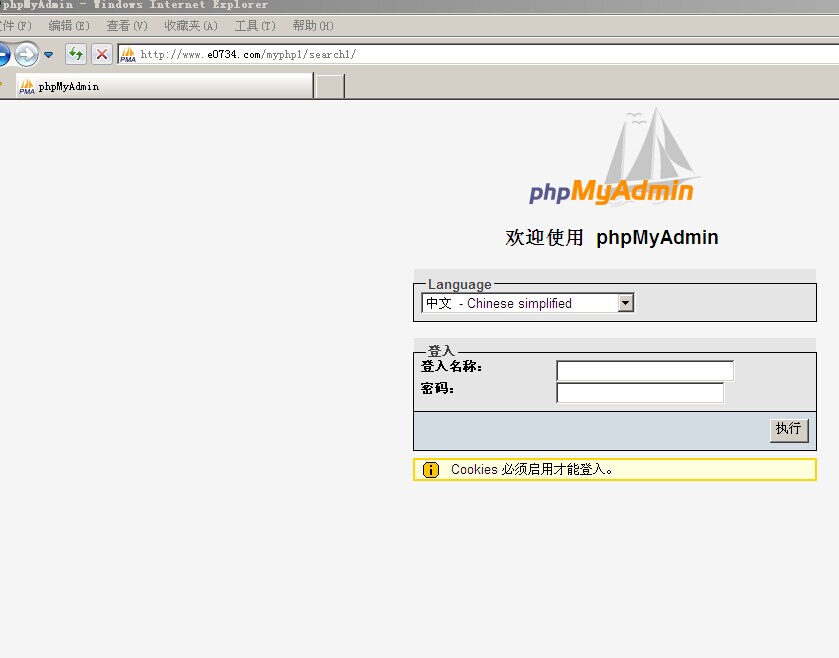 phpMyAdmin - Windows Internet Explorer
件(F) 编辑(E) 查看(V) 收藏夹(A) 工具(T) 帮助(H)
http://www.e0734.com/myphp1/search1/
phpMyAdmin
phpMyAdmin
欢迎使用 phpMyAdmin
Language
中文 - Chinese simplified
登入
登入名称:
密码:
执行
Cookies 必须启用才能登入。